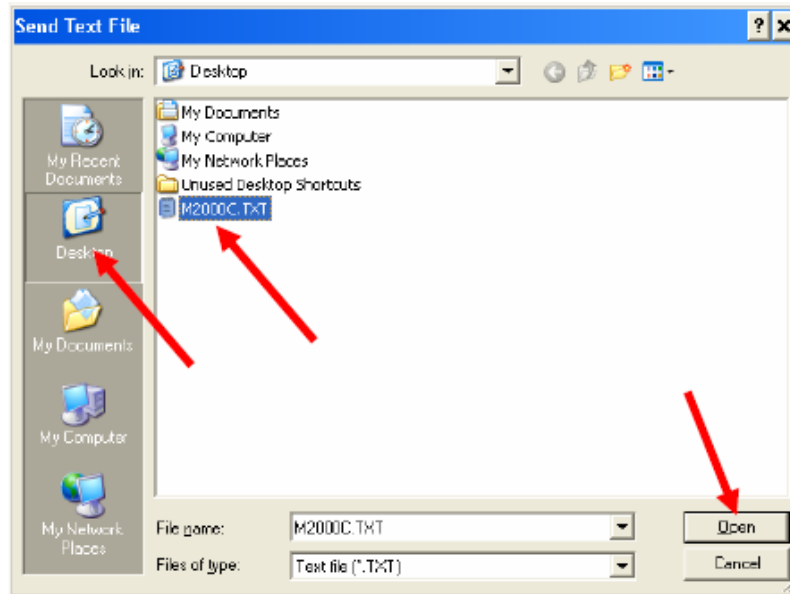 Send Text File
Look in: Desktop
My Documents
My Computer
My Network Places
Unused Desktop Shortcuts
M2000C.TXT
My Recent
Documents
Desktop
My Documents
My Computer
My Network
Places
File name: M2000C.TXT Open
Files of type: Text file (*.TXT) Cancel